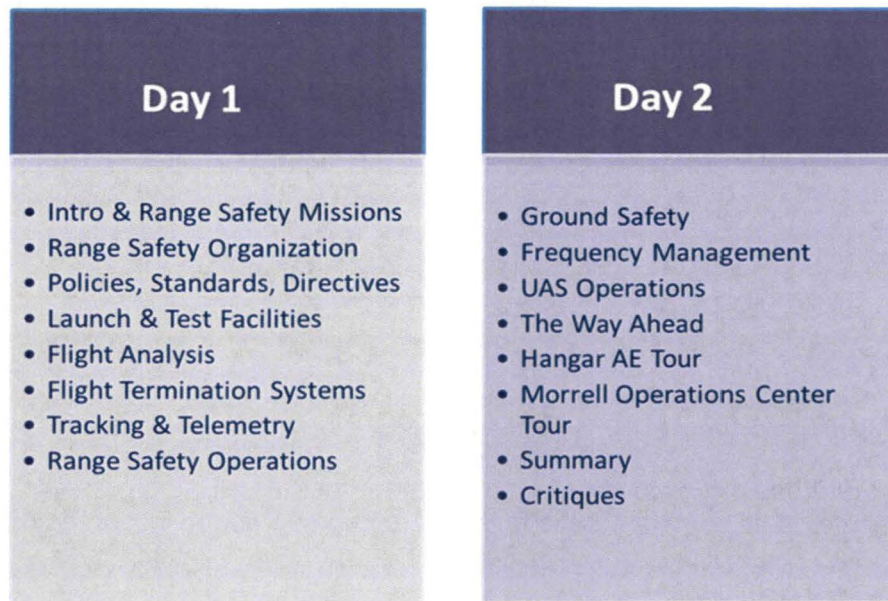 Day 1
• Intro & Range Safety Missions
• Range Safety Organization
• Policies, Standards, Directives
• Launch & Test Facilities
• Flight Analysis
• Flight Termination Systems
• Tracking & Telemetry
• Range Safety Operations
Day 2
• Ground Safety
• Frequency Management
• UAS Operations
• The Way Ahead
• Hangar AE Tour
• Morrell Operations Center
Tour
• Summary
• Critiques